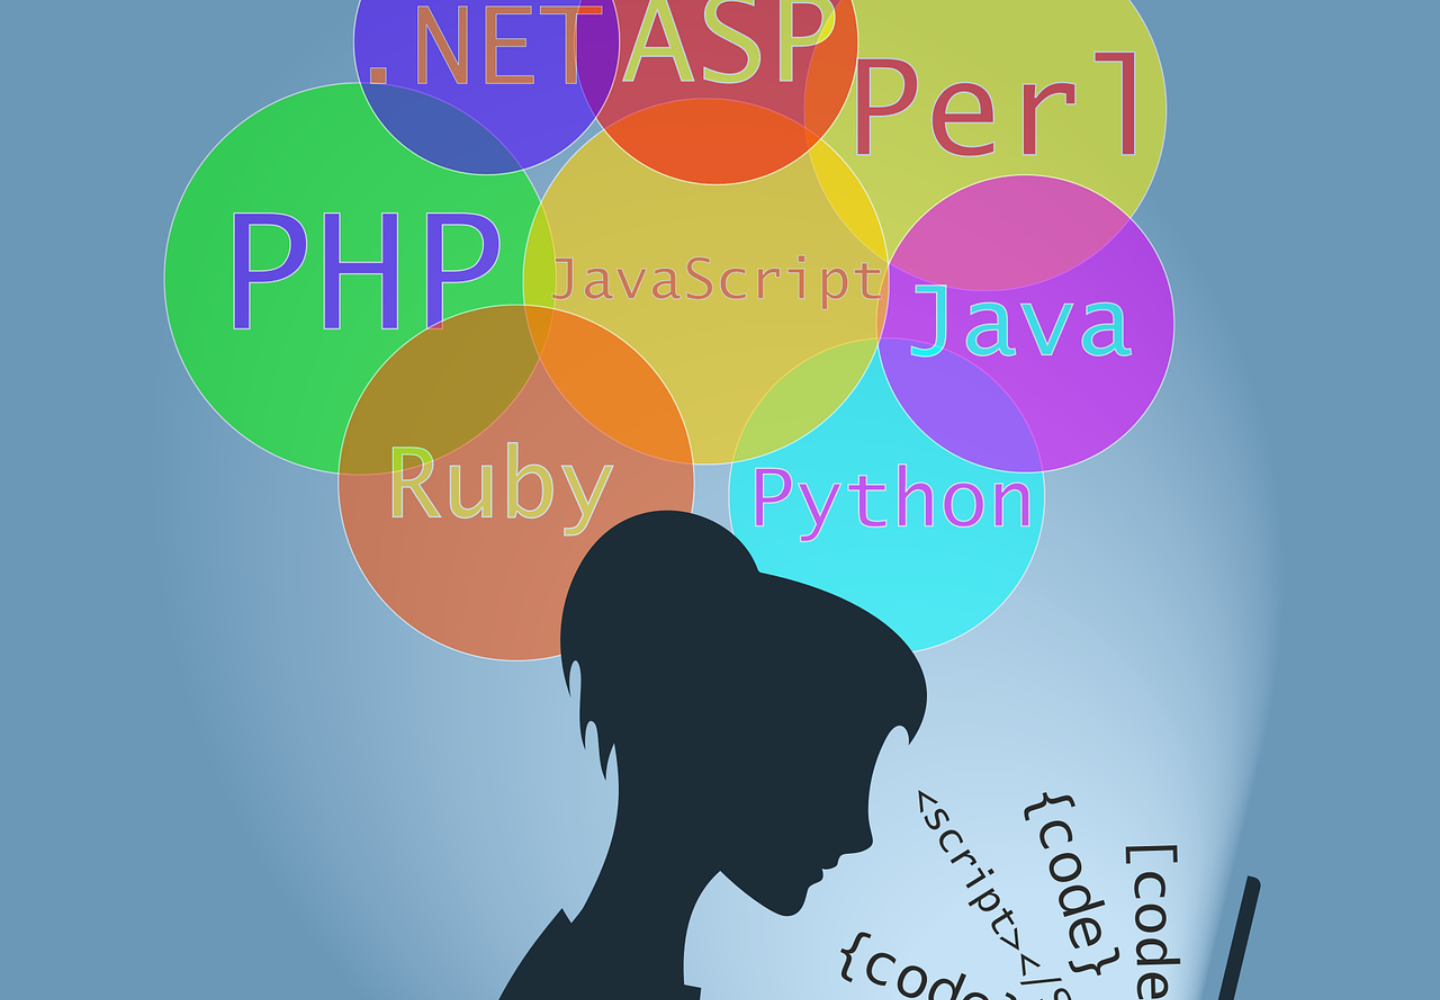 .NET
ASP
Perl
PHP
JavaScript
Java
Ruby
Python
<script></
{code}
[code
{code